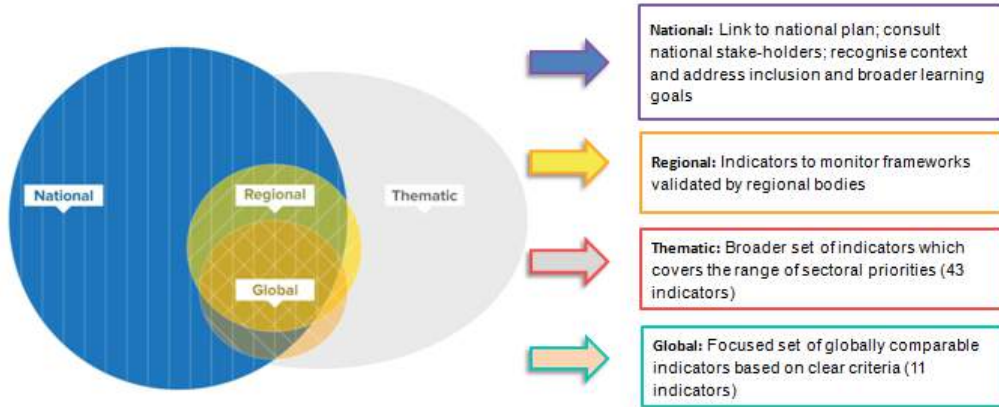 National
Regional
Thematic
Global
National: Link to national plan; consult
national stake-holders; recognise context
and address inclusion and broader learning
goals
Regional: Indicators to monitor frameworks
validated by regional bodies
Thematic: Broader set of indicators which
covers the range of sectoral priorities (43
indicators)
Global: Focused set of globally comparable
indicators based on clear criteria (11
indicators)